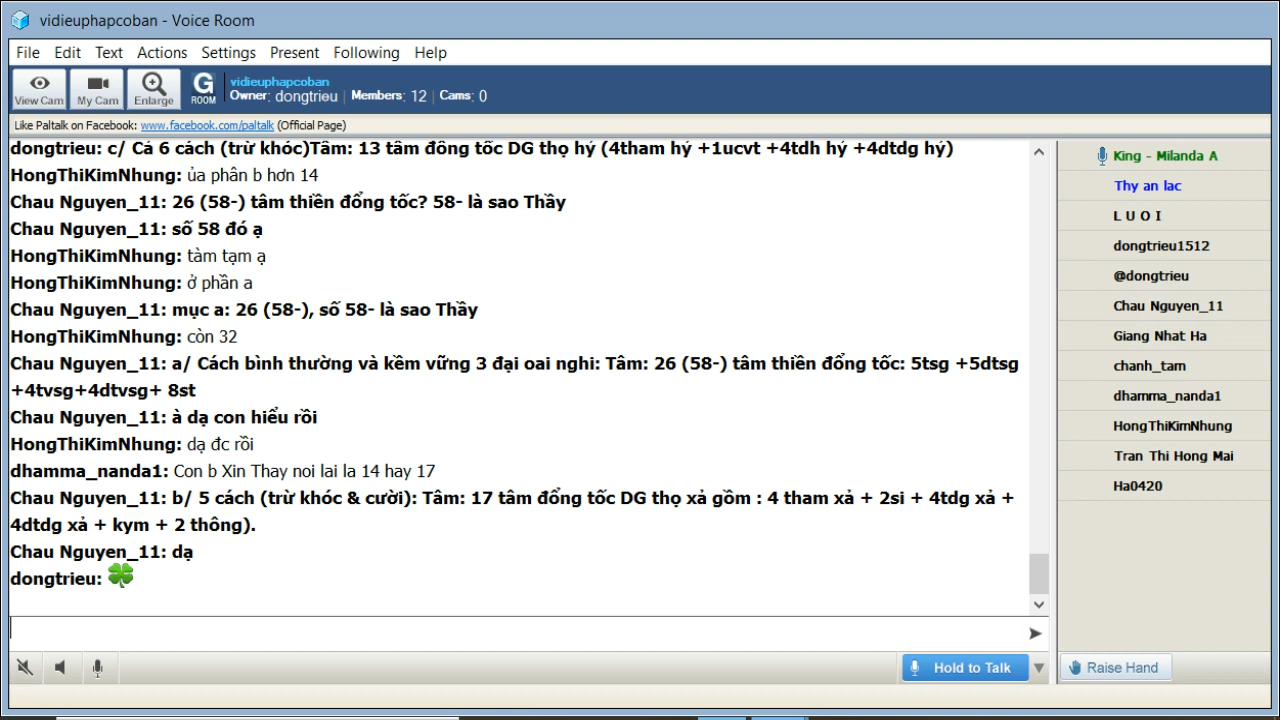 vidieuphapcoban - Voice Room
File Edit Text Actions Settings Present Following Help
View Cam
My Cam
Enlarge
G ROOM
vidieuphapcoban
Owner: dongtrieu | Members: 12 | Cams: 0
Like Paltalk on Facebook: www.facebook.com/paltalk (Official Page)
dongtrieu: c/ Cả 6 cách (trừ khóc)Tâm: 13 tâm đổng tốc DG thọ hỷ (4tham hỷ +1ucvt +4tdh hỷ +4dtdg hỷ)
HongThiKimNhung: ủa phân b hơn 14
Chau Nguyen_11: 26 (58-) tâm thiền đổng tốc? 58- là sao Thầy
Chau Nguyen_11: số 58 đó ạ
HongThiKimNhung: tàm tạm ạ
HongThiKimNhung: ở phần a
Chau Nguyen_11: mục a: 26 (58-), số 58- là sao Thầy
HongThiKimNhung: còn 32
Chau Nguyen_11: a/ Cách bình thường và kềm vững 3 đại oai nghi: Tâm: 26 (58-) tâm thiền đổng tốc: 5tsg +5dtsg
+4tvsg+4dtvsg+ 8st
Chau Nguyen_11: à dạ con hiểu rồi
HongThiKimNhung: dạ đc rồi
dhamma_nanda1: Con b Xin Thay noi lai la 14 hay 17
Chau Nguyen_11: b/ 5 cách (trừ khóc & cười): Tâm: 17 tâm đổng tốc DG thọ xả gồm : 4 tham xả + 2si + 4tdg xả +
4dtdg xả + kym + 2 thông).
Chau Nguyen_11: dạ
dongtrieu:
Hold to Talk
King - Milanda A
Thy an lac
L U O I
dongtrieu1512
@dongtrieu
Chau Nguyen_11
Giang Nhat Ha
chanh_tam
dhamma_nanda1
HongThiKimNhung
Tran Thi Hong Mai
Ha0420
Raise Hand